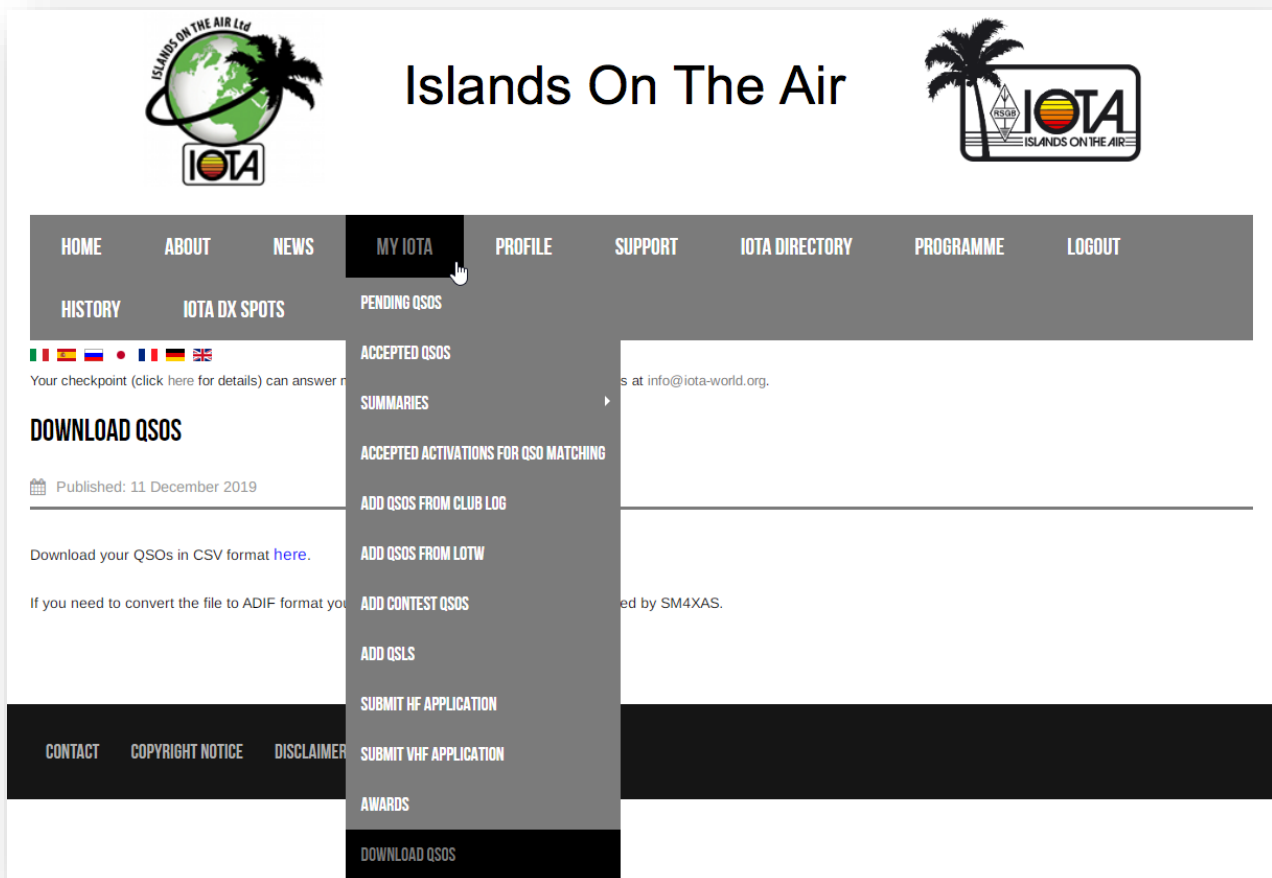 ISLANDS ON THE AIR Ltd
IOTA
Islands On The Air
RSGB
IOTA
ISLANDS ON THE AIR
HOME ABOUT NEWS MY IOTA PROFILE SUPPORT IOTA DIRECTORY PROGRAMME LOGOUT
HISTORY IOTA DX SPOTS
PENDING QSOS
ACCEPTED QSOS
SUMMARIES
ACCEPTED ACTIVATIONS FOR QSO MATCHING
ADD QSOS FROM CLUB LOG
ADD QSOS FROM LOTW
ADD CONTEST QSOS
ADD QSLS
SUBMIT HF APPLICATION
SUBMIT VHF APPLICATION
AWARDS
DOWNLOAD QSOS
Your checkpoint (click here for details) can answer s at info@iota-world.org.
DOWNLOAD QSOS
Published: 11 December 2019
Download your QSOs in CSV format here.
If you need to convert the file to ADIF format you ed by SM4XAS.
CONTACT COPYRIGHT NOTICE DISCLAIMER